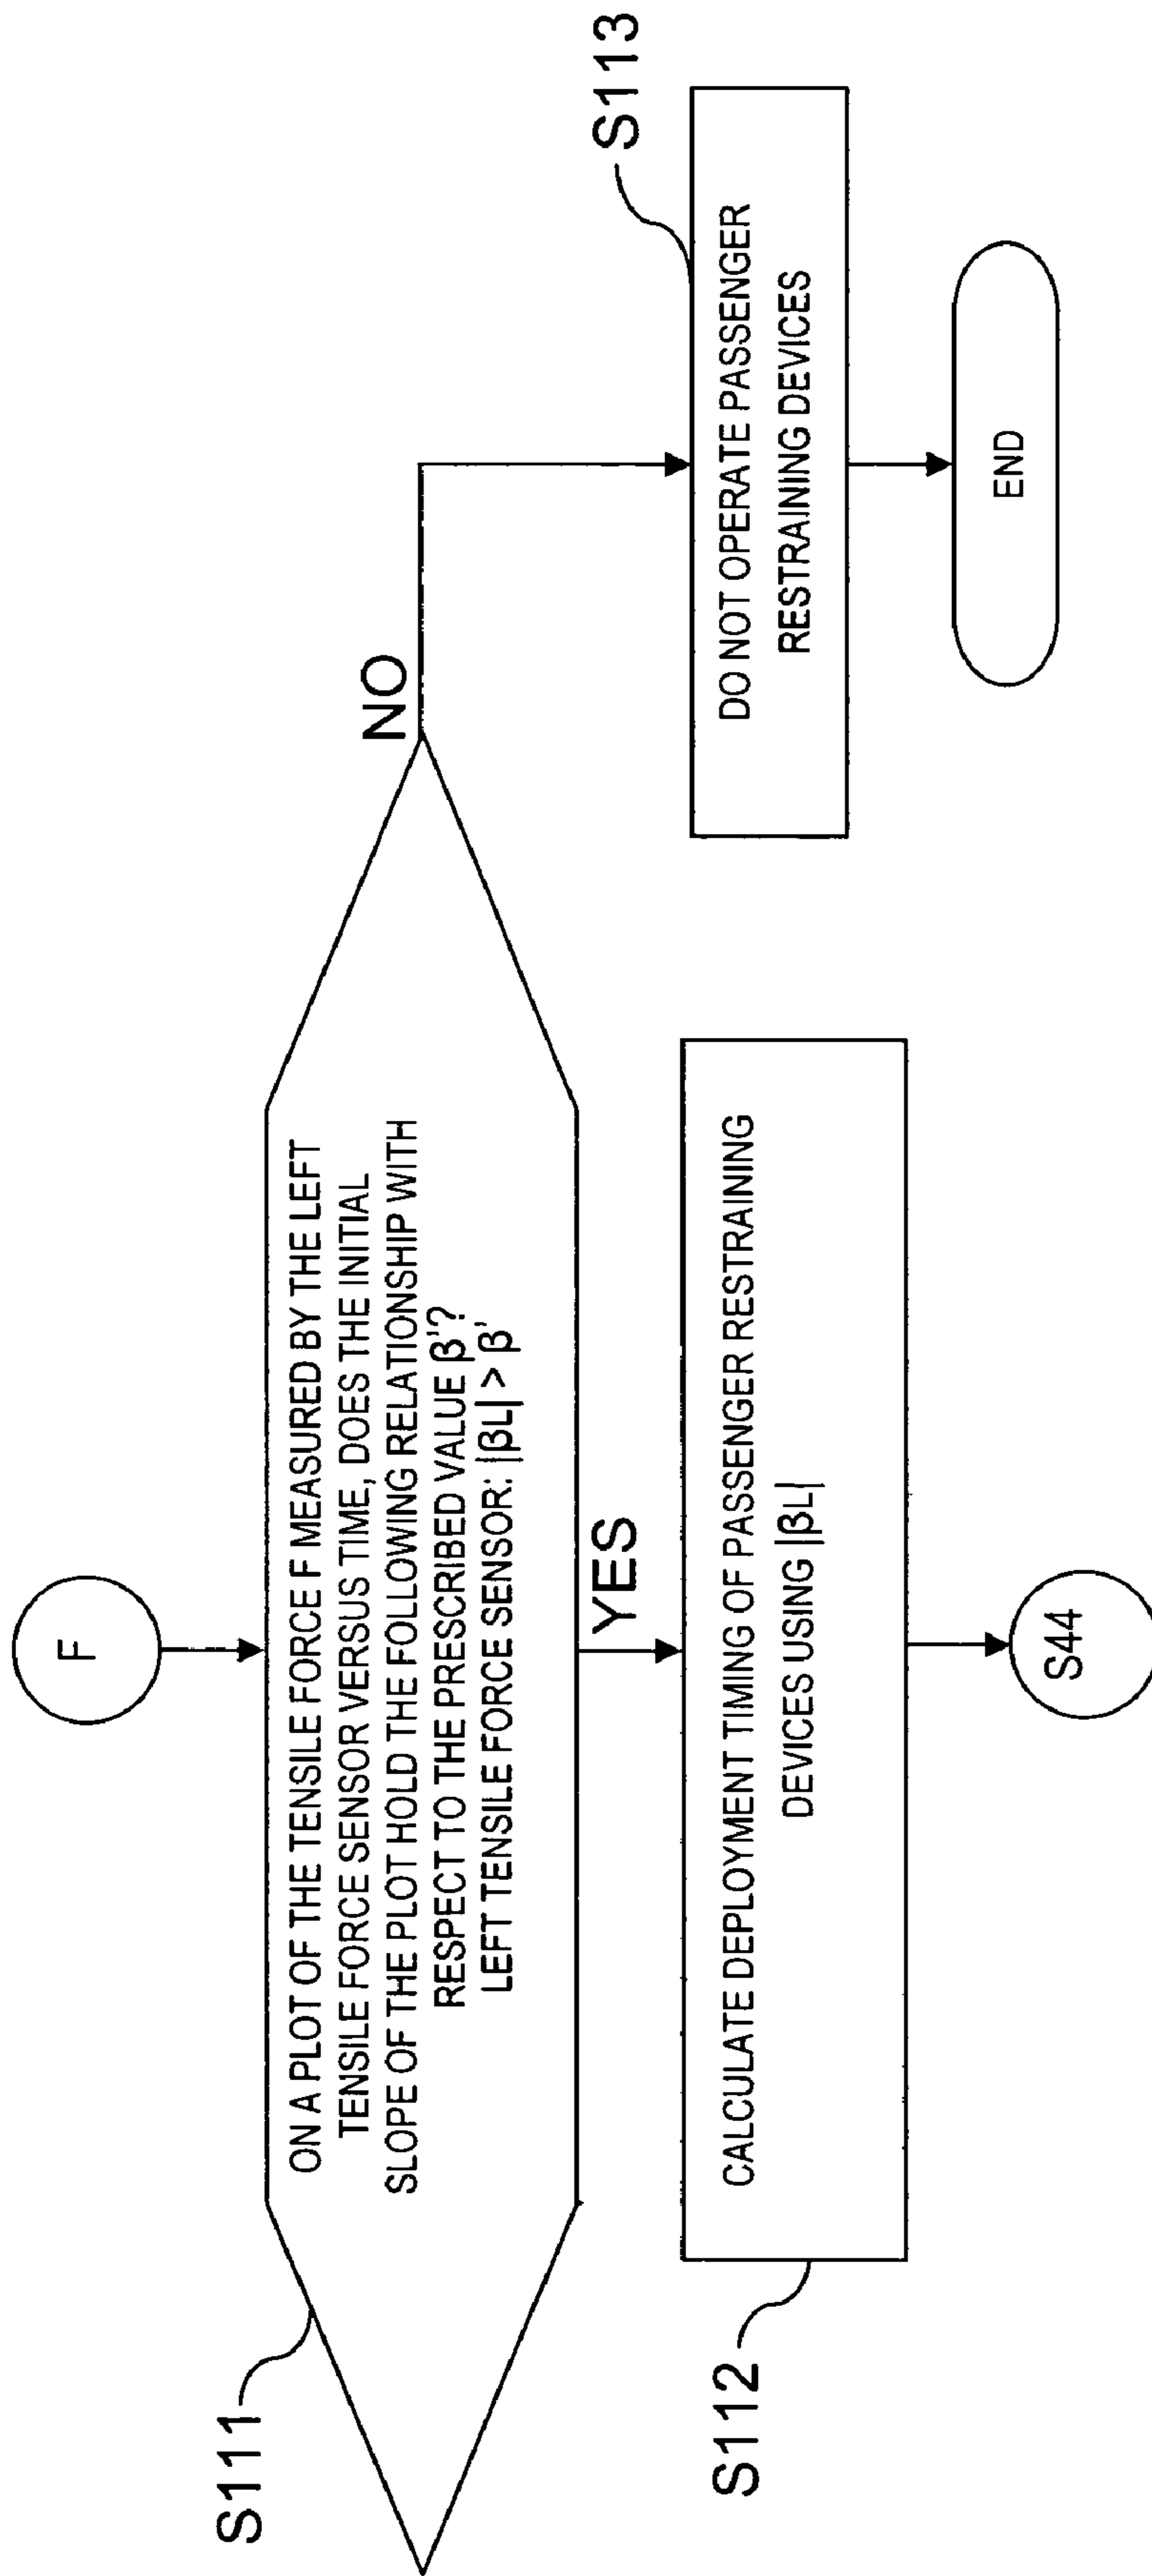 F
S111
ON A PLOT OF THE TENSILE FORCE F MEASURED BY THE LEFT
TENSILE FORCE SENSOR VERSUS TIME, DOES THE INITIAL
SLOPE OF THE PLOT HOLD THE FOLLOWING RELATIONSHIP WITH
RESPECT TO THE PRESCRIBED VALUE β'?
LEFT TENSILE FORCE SENSOR: |βL| > β'
NO
YES
S112
CALCULATE DEPLOYMENT TIMING OF PASSENGER RESTRAINING
DEVICES USING |βL|
S113
DO NOT OPERATE PASSENGER
RESTRAINING DEVICES
S44
END